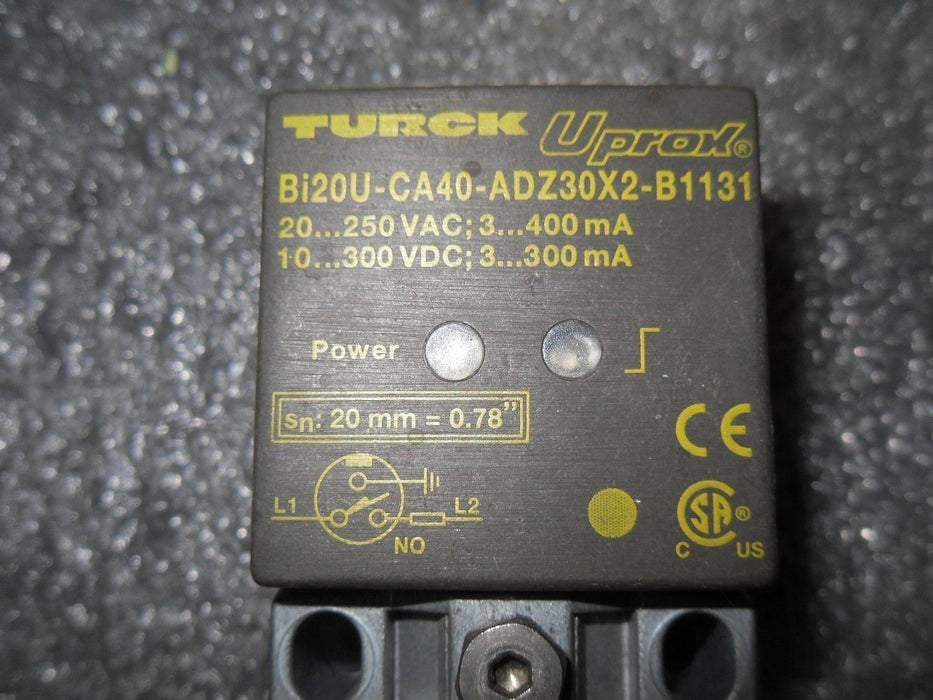 TURCK Uprox®
Bi20U-CA40-ADZ30X2-B1131
20...250 VAC; 3...400 mA
10...300 VDC; 3...300 mA
Power
sn: 20 mm = 0.78"
CE
L1 L2
NO
SA®
C US